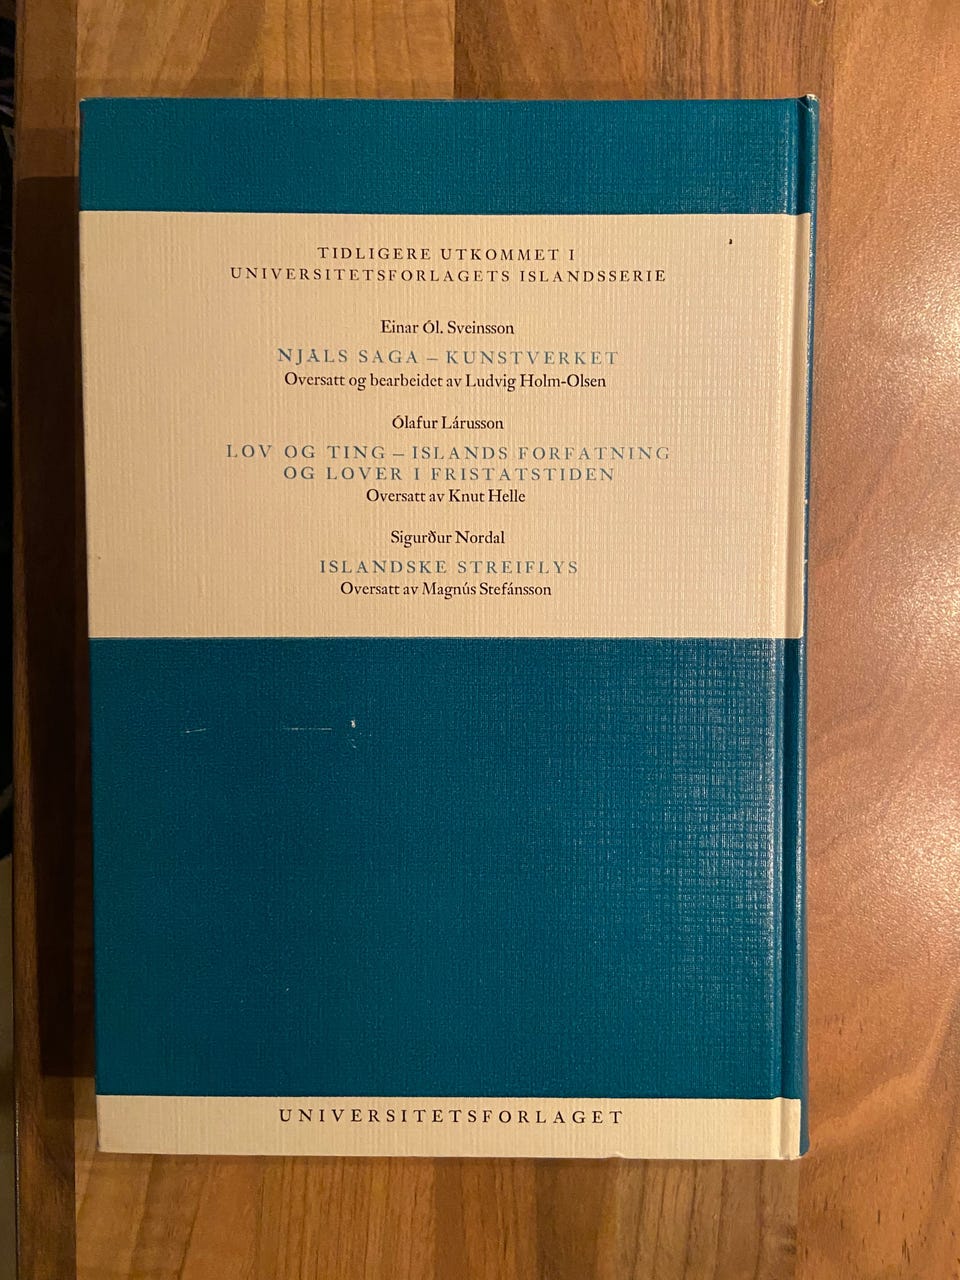 TIDLIGERE UTKOMMET I
UNIVERSITETSFORLAGETS ISLANDSSERIE
Einar Ól. Sveinsson
NJÅLS SAGA – KUNSTVERKET
Oversatt og bearbeidet av Ludvig Holm-Olsen
Ólafur Lárusson
LOV OG TING – ISLANDS FORFATNING
OG LOVER I FRISTATSTIDEN
Oversatt av Knut Helle
Sigurður Nordal
ISLANDSKE STREIFLYS
Oversatt av Magnús Stefánsson
UNIVERSITETSFORLAGET